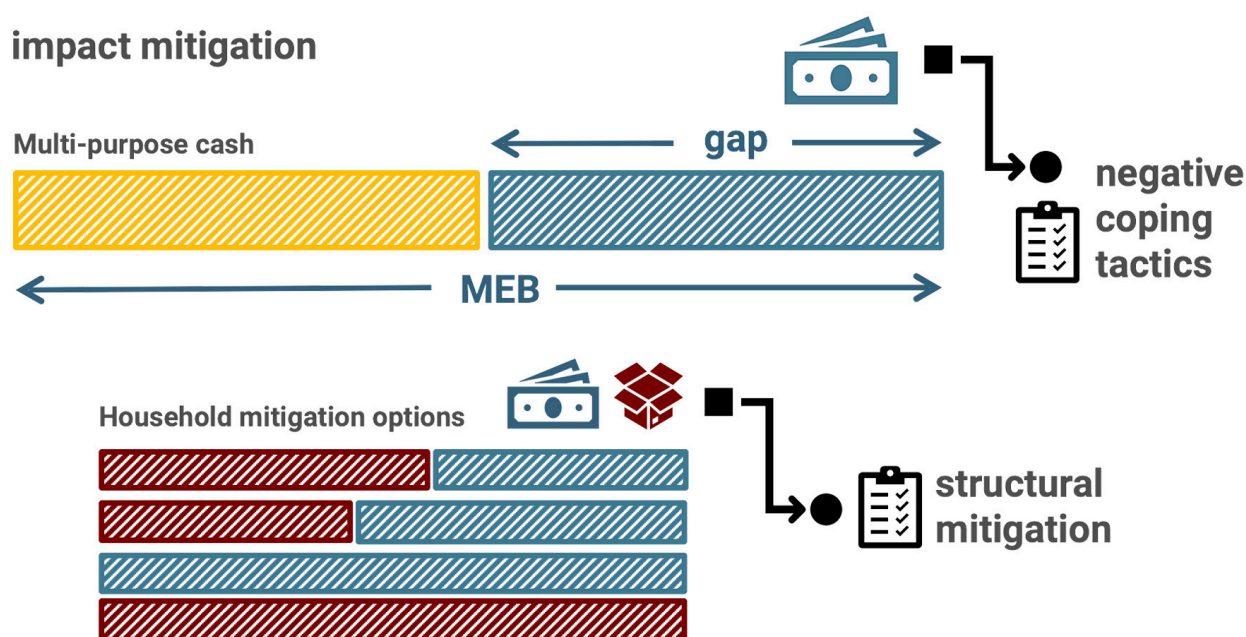 impact mitigation
Multi-purpose cash
gap
negative
coping
tactics
MEB
Household mitigation options
structural
mitigation